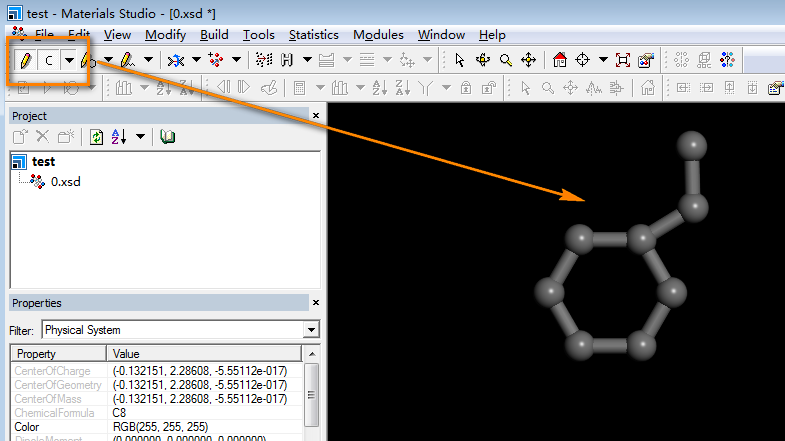 test - Materials Studio - [0.xsd *]
File Edit View Modify Build Tools Statistics Modules Window Help
C
Project
test
0.xsd
Properties
Filter: Physical System
Property Value
CenterOfCharge (-0.132151, 2.28608, -5.55112e-017)
CenterOfGeometry (-0.132151, 2.28608, -5.55112e-017)
CenterOfMass (-0.132151, 2.28608, -5.55112e-017)
ChemicalFormula C8
Color RGB(255, 255, 255)
DipoleMoment (0.000000, 0.000000, 0.000000)